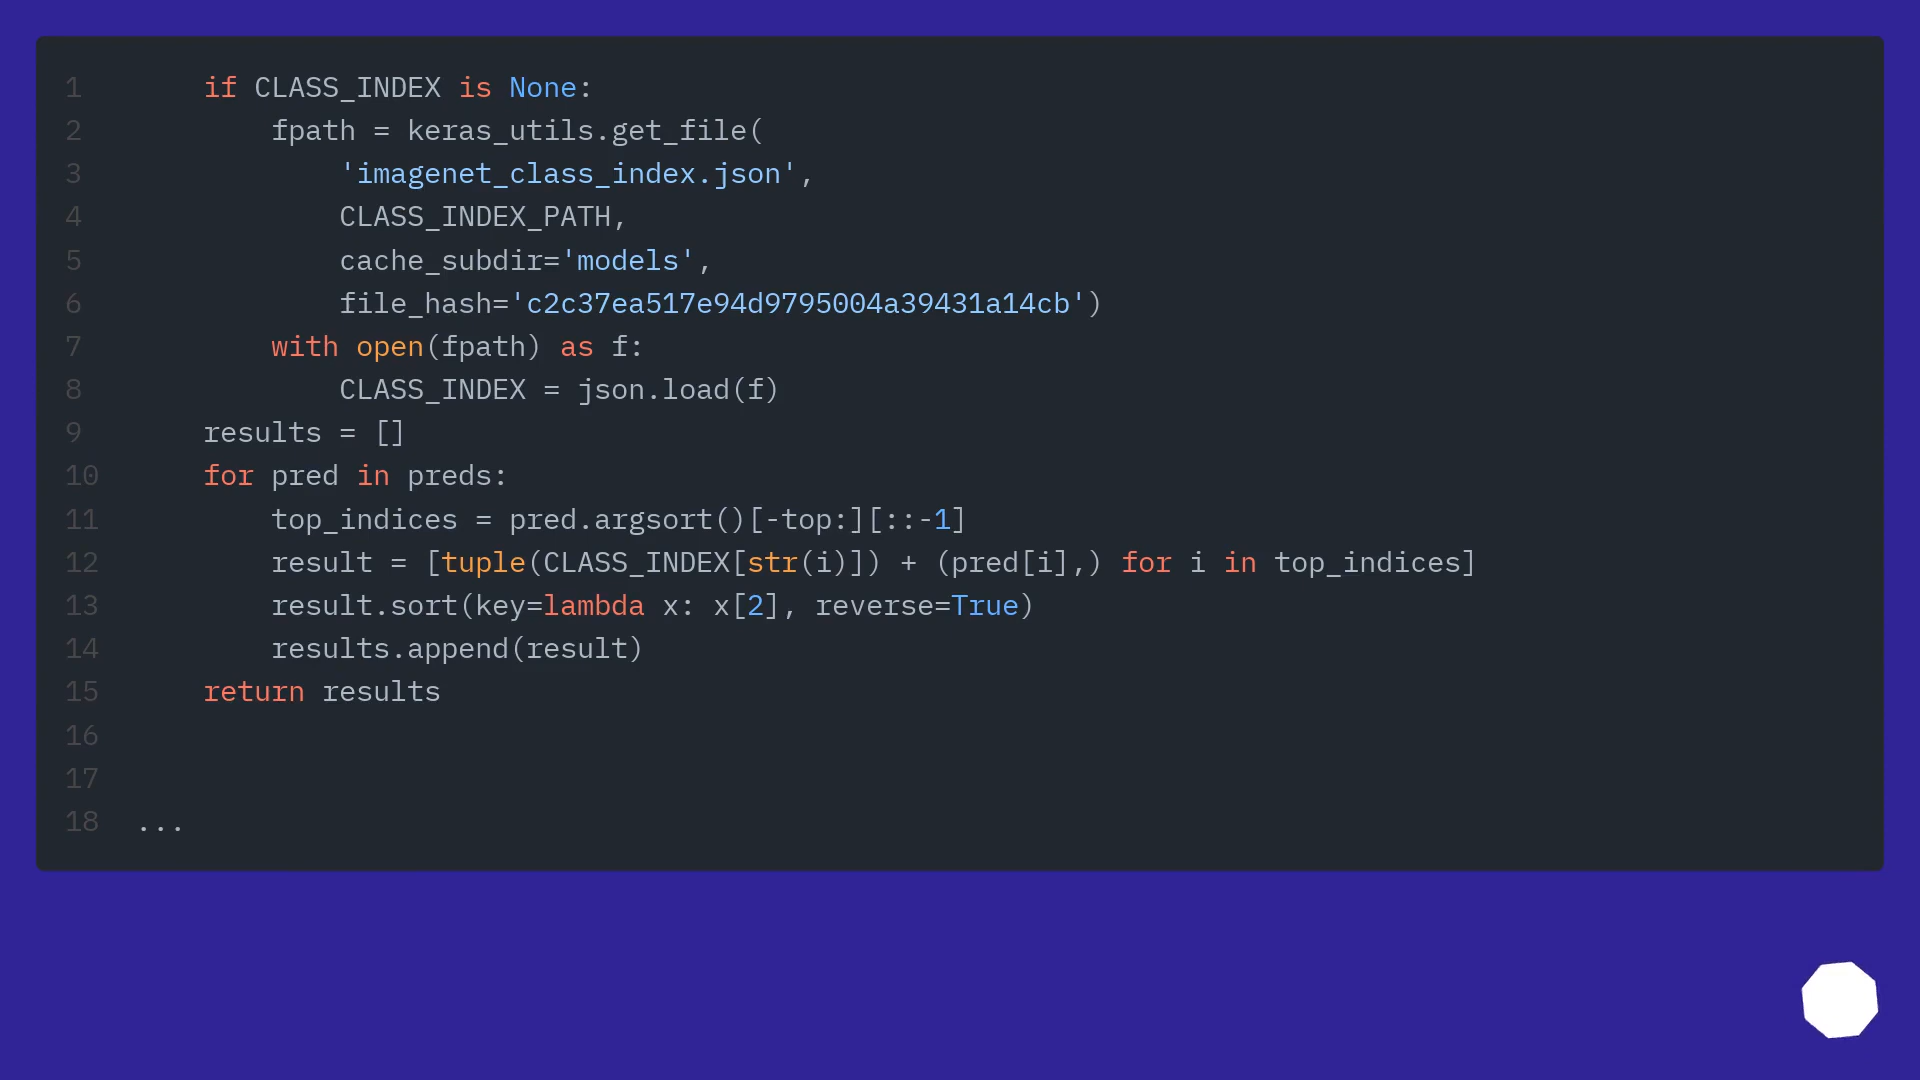 1 if CLASS_INDEX is None:
2 fpath = keras_utils.get_file(
3 'imagenet_class_index.json',
4 CLASS_INDEX_PATH,
5 cache_subdir='models',
6 file_hash='c2c37ea517e94d9795004a39431a14cb')
7 with open(fpath) as f:
8 CLASS_INDEX = json.load(f)
9 results = []
10 for pred in preds:
11 top_indices = pred.argsort()[-top:][::-1]
12 result = [tuple(CLASS_INDEX[str(i)]) + (pred[i],) for i in top_indices]
13 result.sort(key=lambda x: x[2], reverse=True)
14 results.append(result)
15 return results
16
17
18 ...